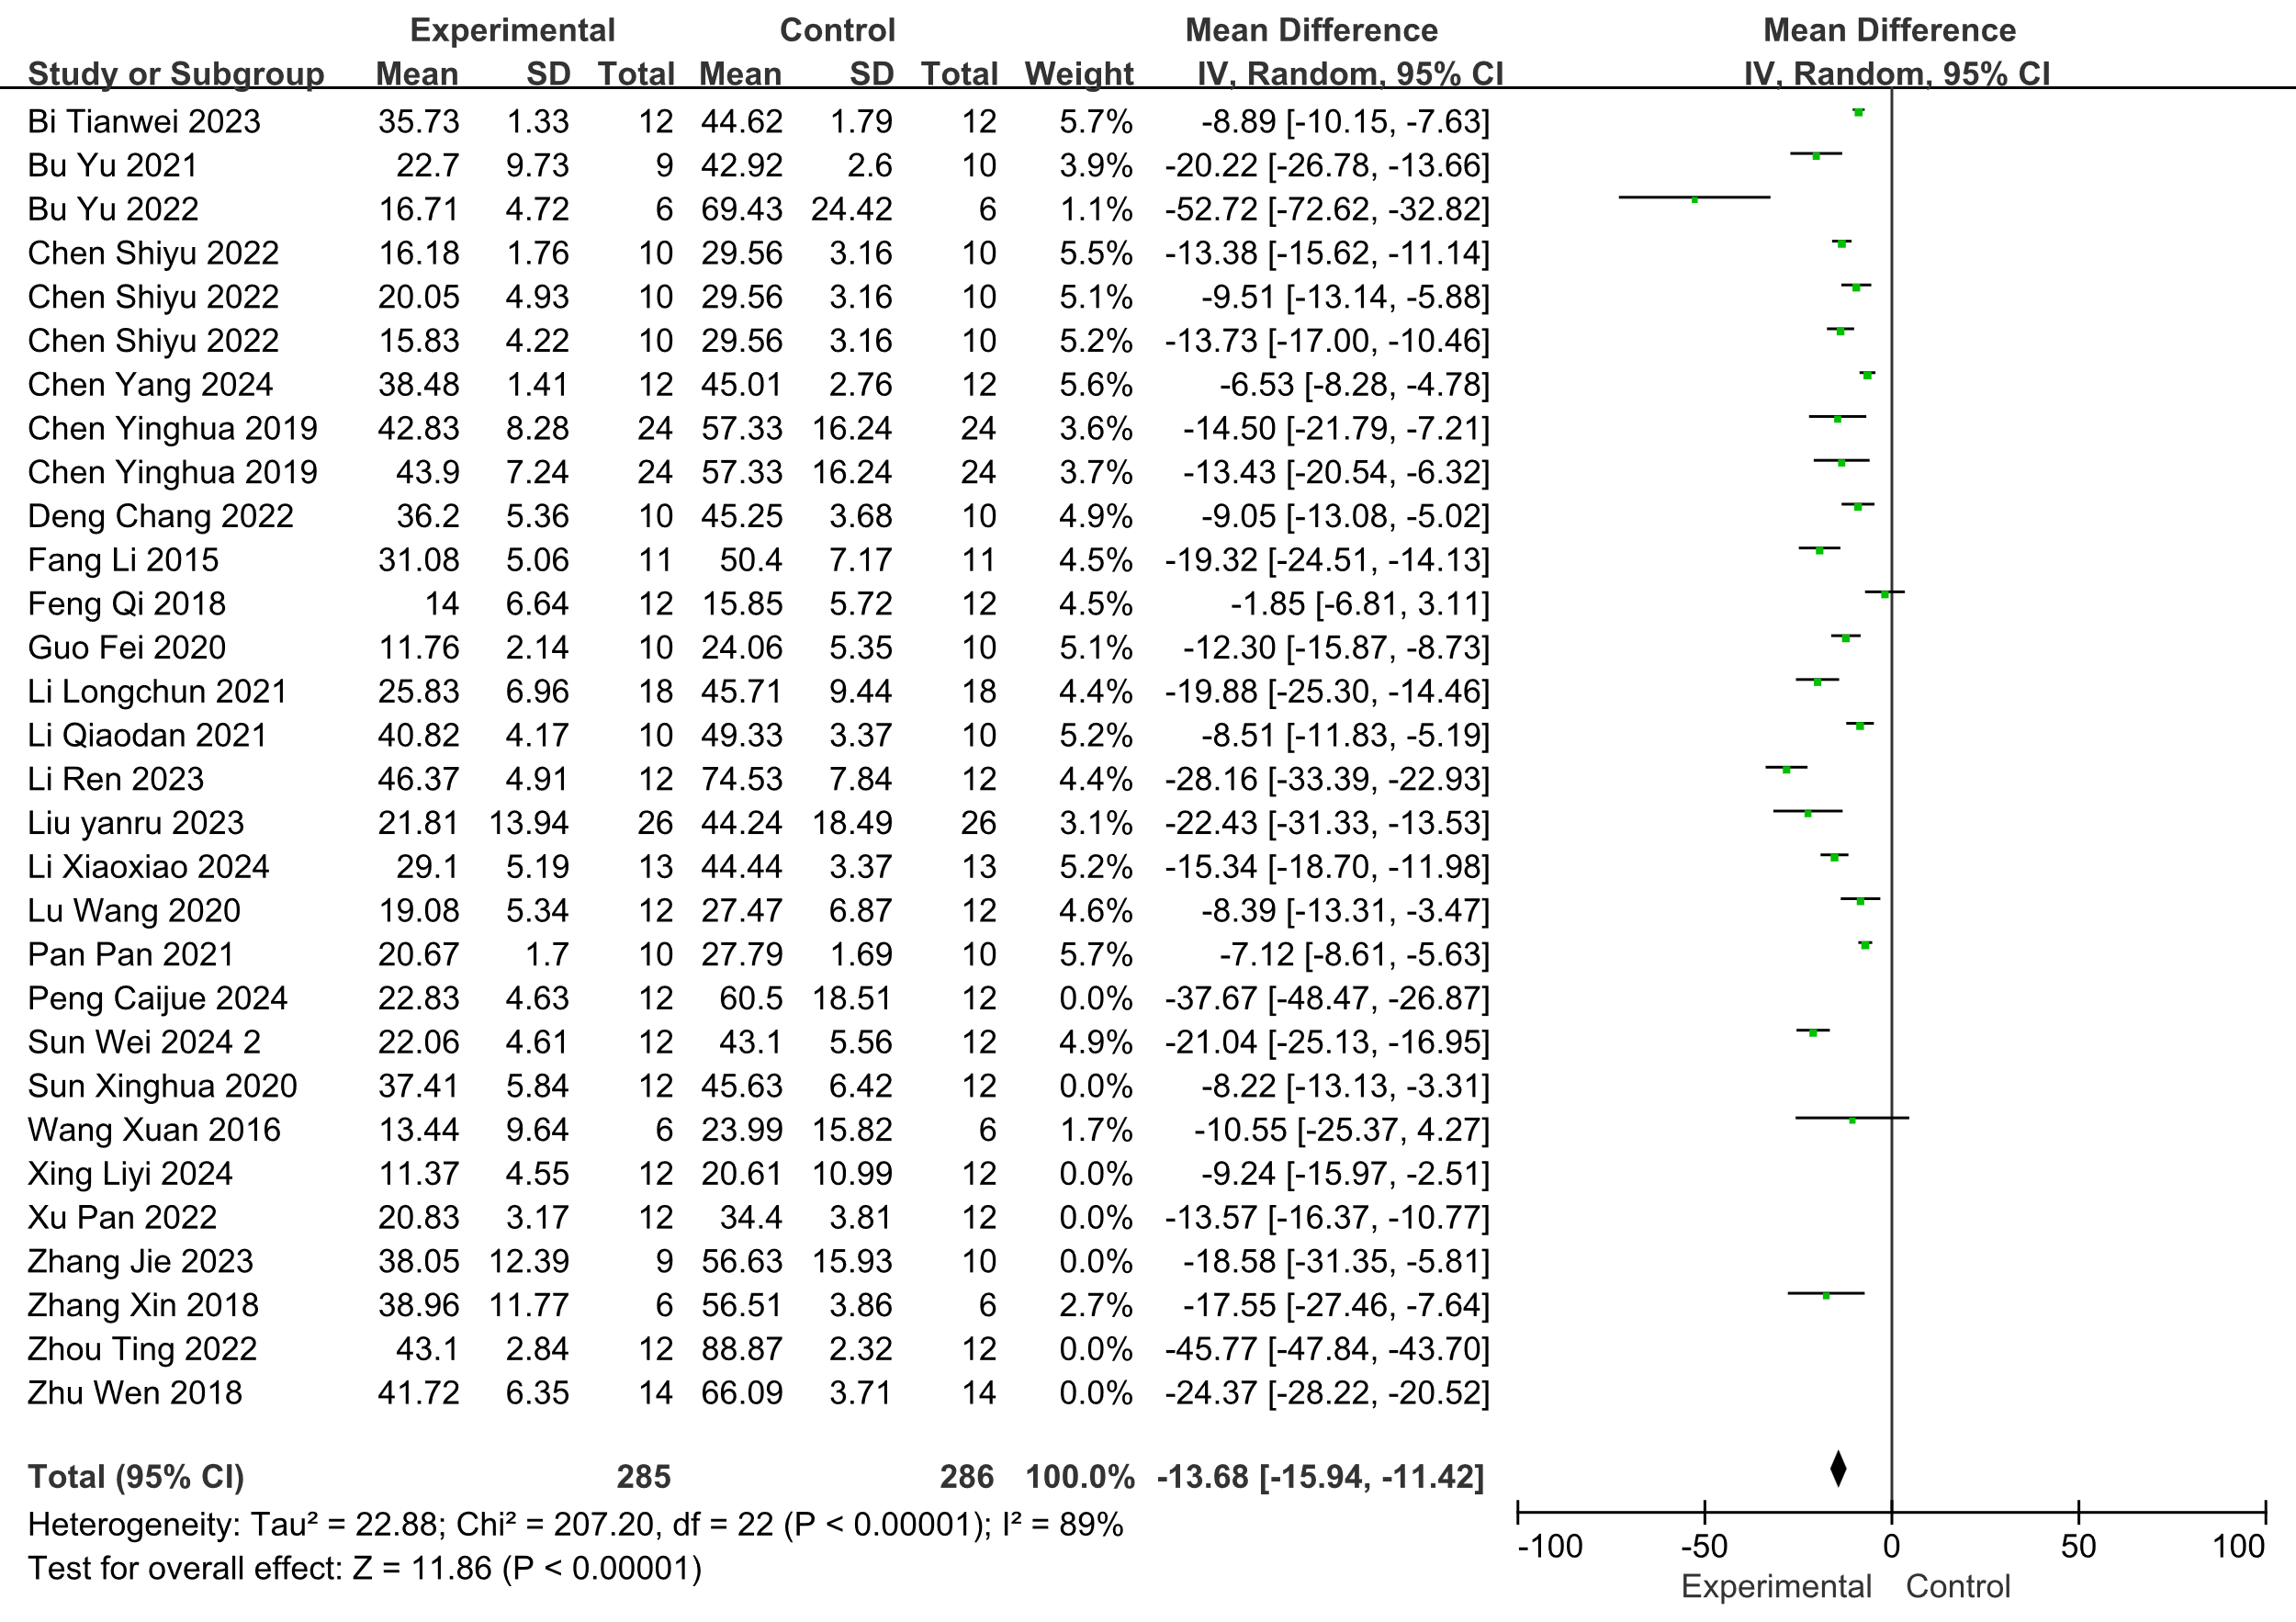 Experimental Control Mean Difference Mean Difference
Study or Subgroup Mean SD Total Mean SD Total Weight IV, Random, 95% CI IV, Random, 95% CI
Bi Tianwei 2023 35.73 1.33 12 44.62 1.79 12 5.7% -8.89 [-10.15, -7.63]
Bu Yu 2021 22.7 9.73 9 42.92 2.6 10 3.9% -20.22 [-26.78, -13.66]
Bu Yu 2022 16.71 4.72 6 69.43 24.42 6 1.1% -52.72 [-72.62, -32.82]
Chen Shiyu 2022 16.18 1.76 10 29.56 3.16 10 5.5% -13.38 [-15.62, -11.14]
Chen Shiyu 2022 20.05 4.93 10 29.56 3.16 10 5.1% -9.51 [-13.14, -5.88]
Chen Shiyu 2022 15.83 4.22 10 29.56 3.16 10 5.2% -13.73 [-17.00, -10.46]
Chen Yang 2024 38.48 1.41 12 45.01 2.76 12 5.6% -6.53 [-8.28, -4.78]
Chen Yinghua 2019 42.83 8.28 24 57.33 16.24 24 3.6% -14.50 [-21.79, -7.21]
Chen Yinghua 2019 43.9 7.24 24 57.33 16.24 24 3.7% -13.43 [-20.54, -6.32]
Deng Chang 2022 36.2 5.36 10 45.25 3.68 10 4.9% -9.05 [-13.08, -5.02]
Fang Li 2015 31.08 5.06 11 50.4 7.17 11 4.5% -19.32 [-24.51, -14.13]
Feng Qi 2018 14 6.64 12 15.85 5.72 12 4.5% -1.85 [-6.81, 3.11]
Guo Fei 2020 11.76 2.14 10 24.06 5.35 10 5.1% -12.30 [-15.87, -8.73]
Li Longchun 2021 25.83 6.96 18 45.71 9.44 18 4.4% -19.88 [-25.30, -14.46]
Li Qiaodan 2021 40.82 4.17 10 49.33 3.37 10 5.2% -8.51 [-11.83, -5.19]
Li Ren 2023 46.37 4.91 12 74.53 7.84 12 4.4% -28.16 [-33.39, -22.93]
Liu yanru 2023 21.81 13.94 26 44.24 18.49 26 3.1% -22.43 [-31.33, -13.53]
Li Xiaoxiao 2024 29.1 5.19 13 44.44 3.37 13 5.2% -15.34 [-18.70, -11.98]
Lu Wang 2020 19.08 5.34 12 27.47 6.87 12 4.6% -8.39 [-13.31, -3.47]
Pan Pan 2021 20.67 1.7 10 27.79 1.69 10 5.7% -7.12 [-8.61, -5.63]
Peng Caijue 2024 22.83 4.63 12 60.5 18.51 12 0.0% -37.67 [-48.47, -26.87]
Sun Wei 2024 2 22.06 4.61 12 43.1 5.56 12 4.9% -21.04 [-25.13, -16.95]
Sun Xinghua 2020 37.41 5.84 12 45.63 6.42 12 0.0% -8.22 [-13.13, -3.31]
Wang Xuan 2016 13.44 9.64 6 23.99 15.82 6 1.7% -10.55 [-25.37, 4.27]
Xing Liyi 2024 11.37 4.55 12 20.61 10.99 12 0.0% -9.24 [-15.97, -2.51]
Xu Pan 2022 20.83 3.17 12 34.4 3.81 12 0.0% -13.57 [-16.37, -10.77]
Zhang Jie 2023 38.05 12.39 9 56.63 15.93 10 0.0% -18.58 [-31.35, -5.81]
Zhang Xin 2018 38.96 11.77 6 56.51 3.86 6 2.7% -17.55 [-27.46, -7.64]
Zhou Ting 2022 43.1 2.84 12 88.87 2.32 12 0.0% -45.77 [-47.84, -43.70]
Zhu Wen 2018 41.72 6.35 14 66.09 3.71 14 0.0% -24.37 [-28.22, -20.52]
Total (95% CI) 285 286 100.0% -13.68 [-15.94, -11.42]
Heterogeneity: Tau² = 22.88; Chi² = 207.20, df = 22 (P < 0.00001); I² = 89%
Test for overall effect: Z = 11.86 (P < 0.00001)
-100 -50 0 50 100
Experimental Control